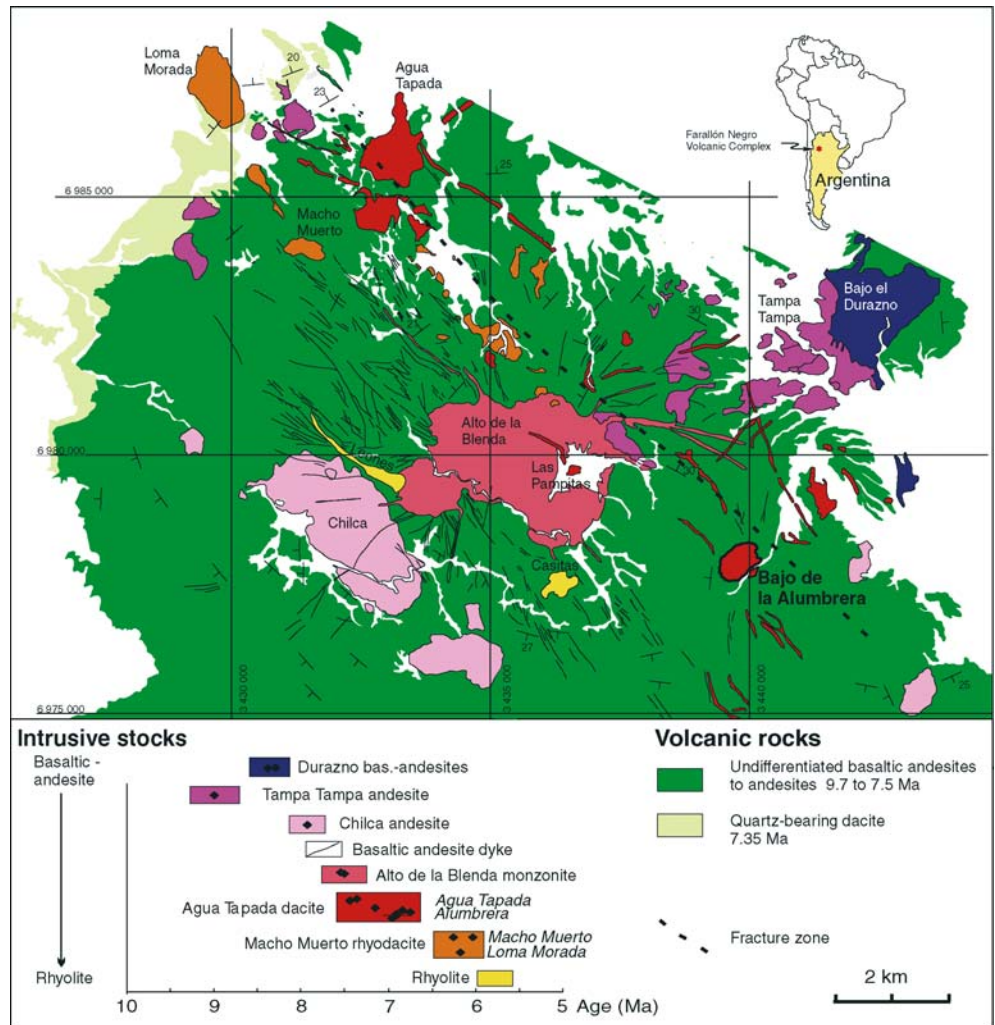 Loma
Morada
20
23
Agua
Tapada
Farallón Negro
Volcanic Complex
Argentina
25
6 985 000
Macho
Muerto
Bajo el
Durazno
Tampa
Tampa
30
21
Alto de la
Blenda
6 980 000
Las
Pampitas
30
Chilca
Casitas
Bajo de
la Alumbrera
27
25
3 430 000
3 435 000
3 440 000
6 975 000
Intrusive stocks
Basaltic -
andesite
Durazno bas.-andesites
Tampa Tampa andesite
Chilca andesite
Basaltic andesite dyke
Alto de la Blenda monzonite
Agua Tapada dacite
Agua Tapada
Alumbrera
Macho Muerto rhyodacite
Macho Muerto
Loma Morada
Rhyolite
Rhyolite
10 9 8 7 6 5 Age (Ma)
Volcanic rocks
Undifferentiated basaltic andesites
to andesites 9.7 to 7.5 Ma
Quartz-bearing dacite
7.35 Ma
Fracture zone
2 km